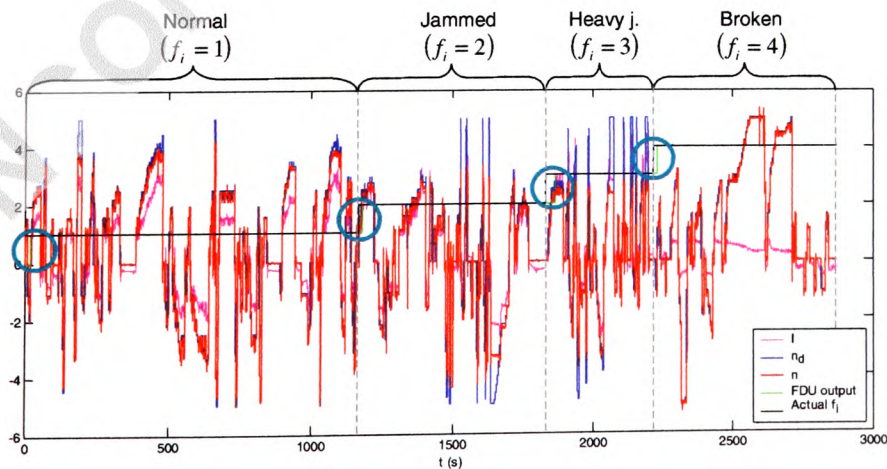 Normal
(f_i = 1)
Jammed
(f_i = 2)
Heavy j.
(f_i = 3)
Broken
(f_i = 4)
6
4
2
0
-2
-4
-6
0
500
1000
1500
2000
2500
3000
t (s)
I
n_d
n
FDU output
Actual f_i